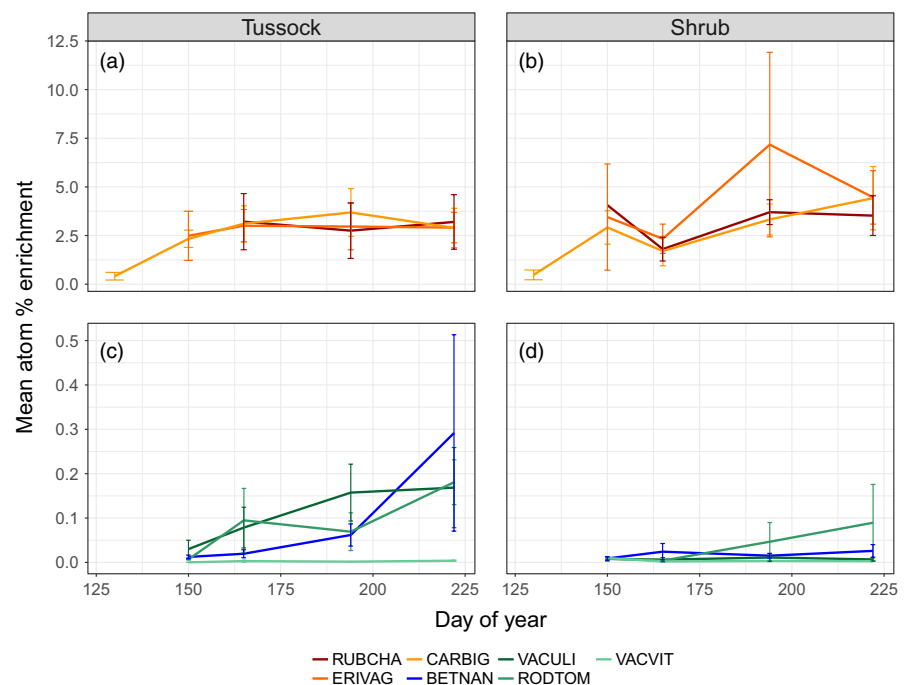 Tussock Shrub
(a) (b)
12.5
10.0
7.5
5.0
2.5
0.0
Mean atom % enrichment
(c) (d)
0.5
0.4
0.3
0.2
0.1
0.0
125 150 175 200 225 125 150 175 200 225
Day of year
RUBCHA CARBIG VACULI VACVIT
ERIVAG BETNAN RODTOM